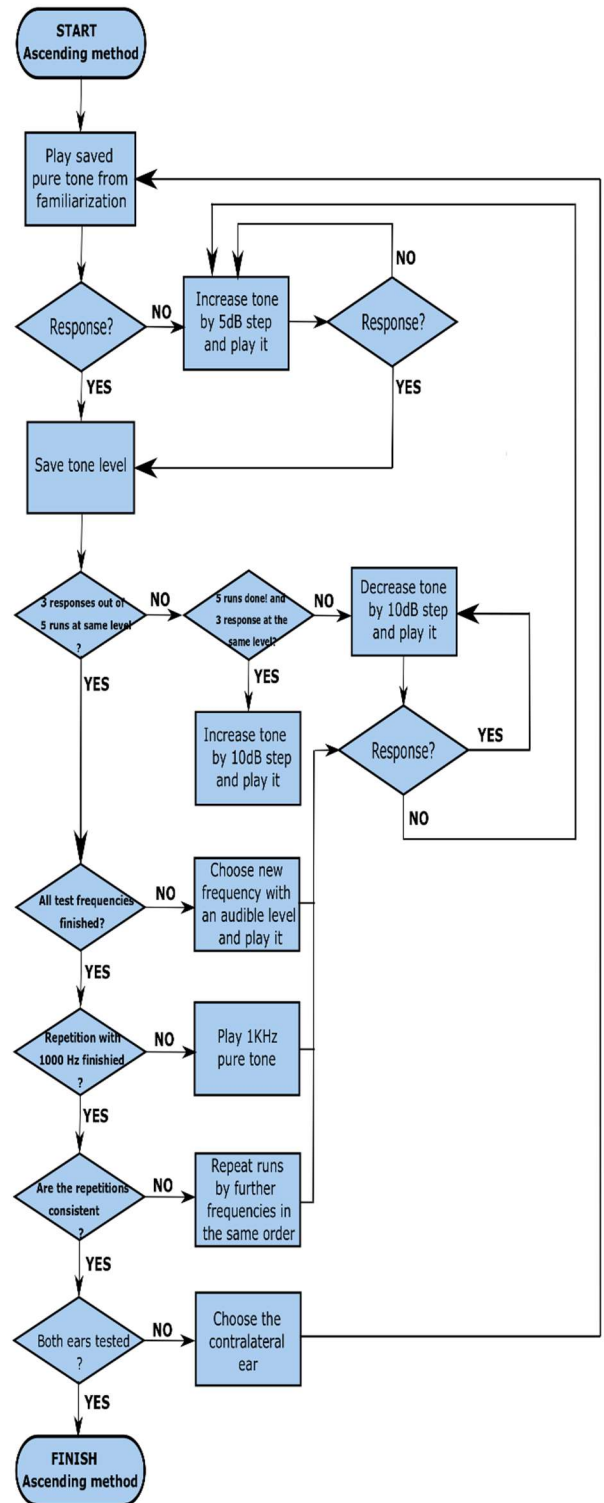 START
Ascending method
Play saved
pure tone from
familiarization
Response?
NO
Increase tone
by 5dB step
and play it
Response?
NO
YES
YES
Save tone level
3 responses out of
5 runs at same level
?
NO
5 runs done! and
3 response at the
same level?
NO
Decrease tone
by 10dB step
and play it
YES
YES
Increase tone
by 10dB step
and play it
Response?
YES
NO
All test frequencies
finished?
NO
Choose new
frequency with
an audible level
and play it
YES
Repetition with
1000 Hz finishied
?
NO
Play 1KHz
pure tone
YES
Are the repetitions
consistent
?
NO
Repeat runs
by further
frequencies in
the same order
YES
Both ears tested
?
NO
Choose the
contralateral
ear
YES
FINISH
Ascending method